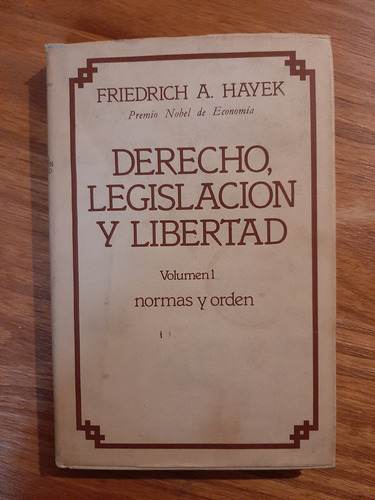 FRIEDRICH A. HAYEK
Premio Nobel de Economía
DERECHO,
LEGISLACION
Y LIBERTAD
Volumen 1
normas y orden